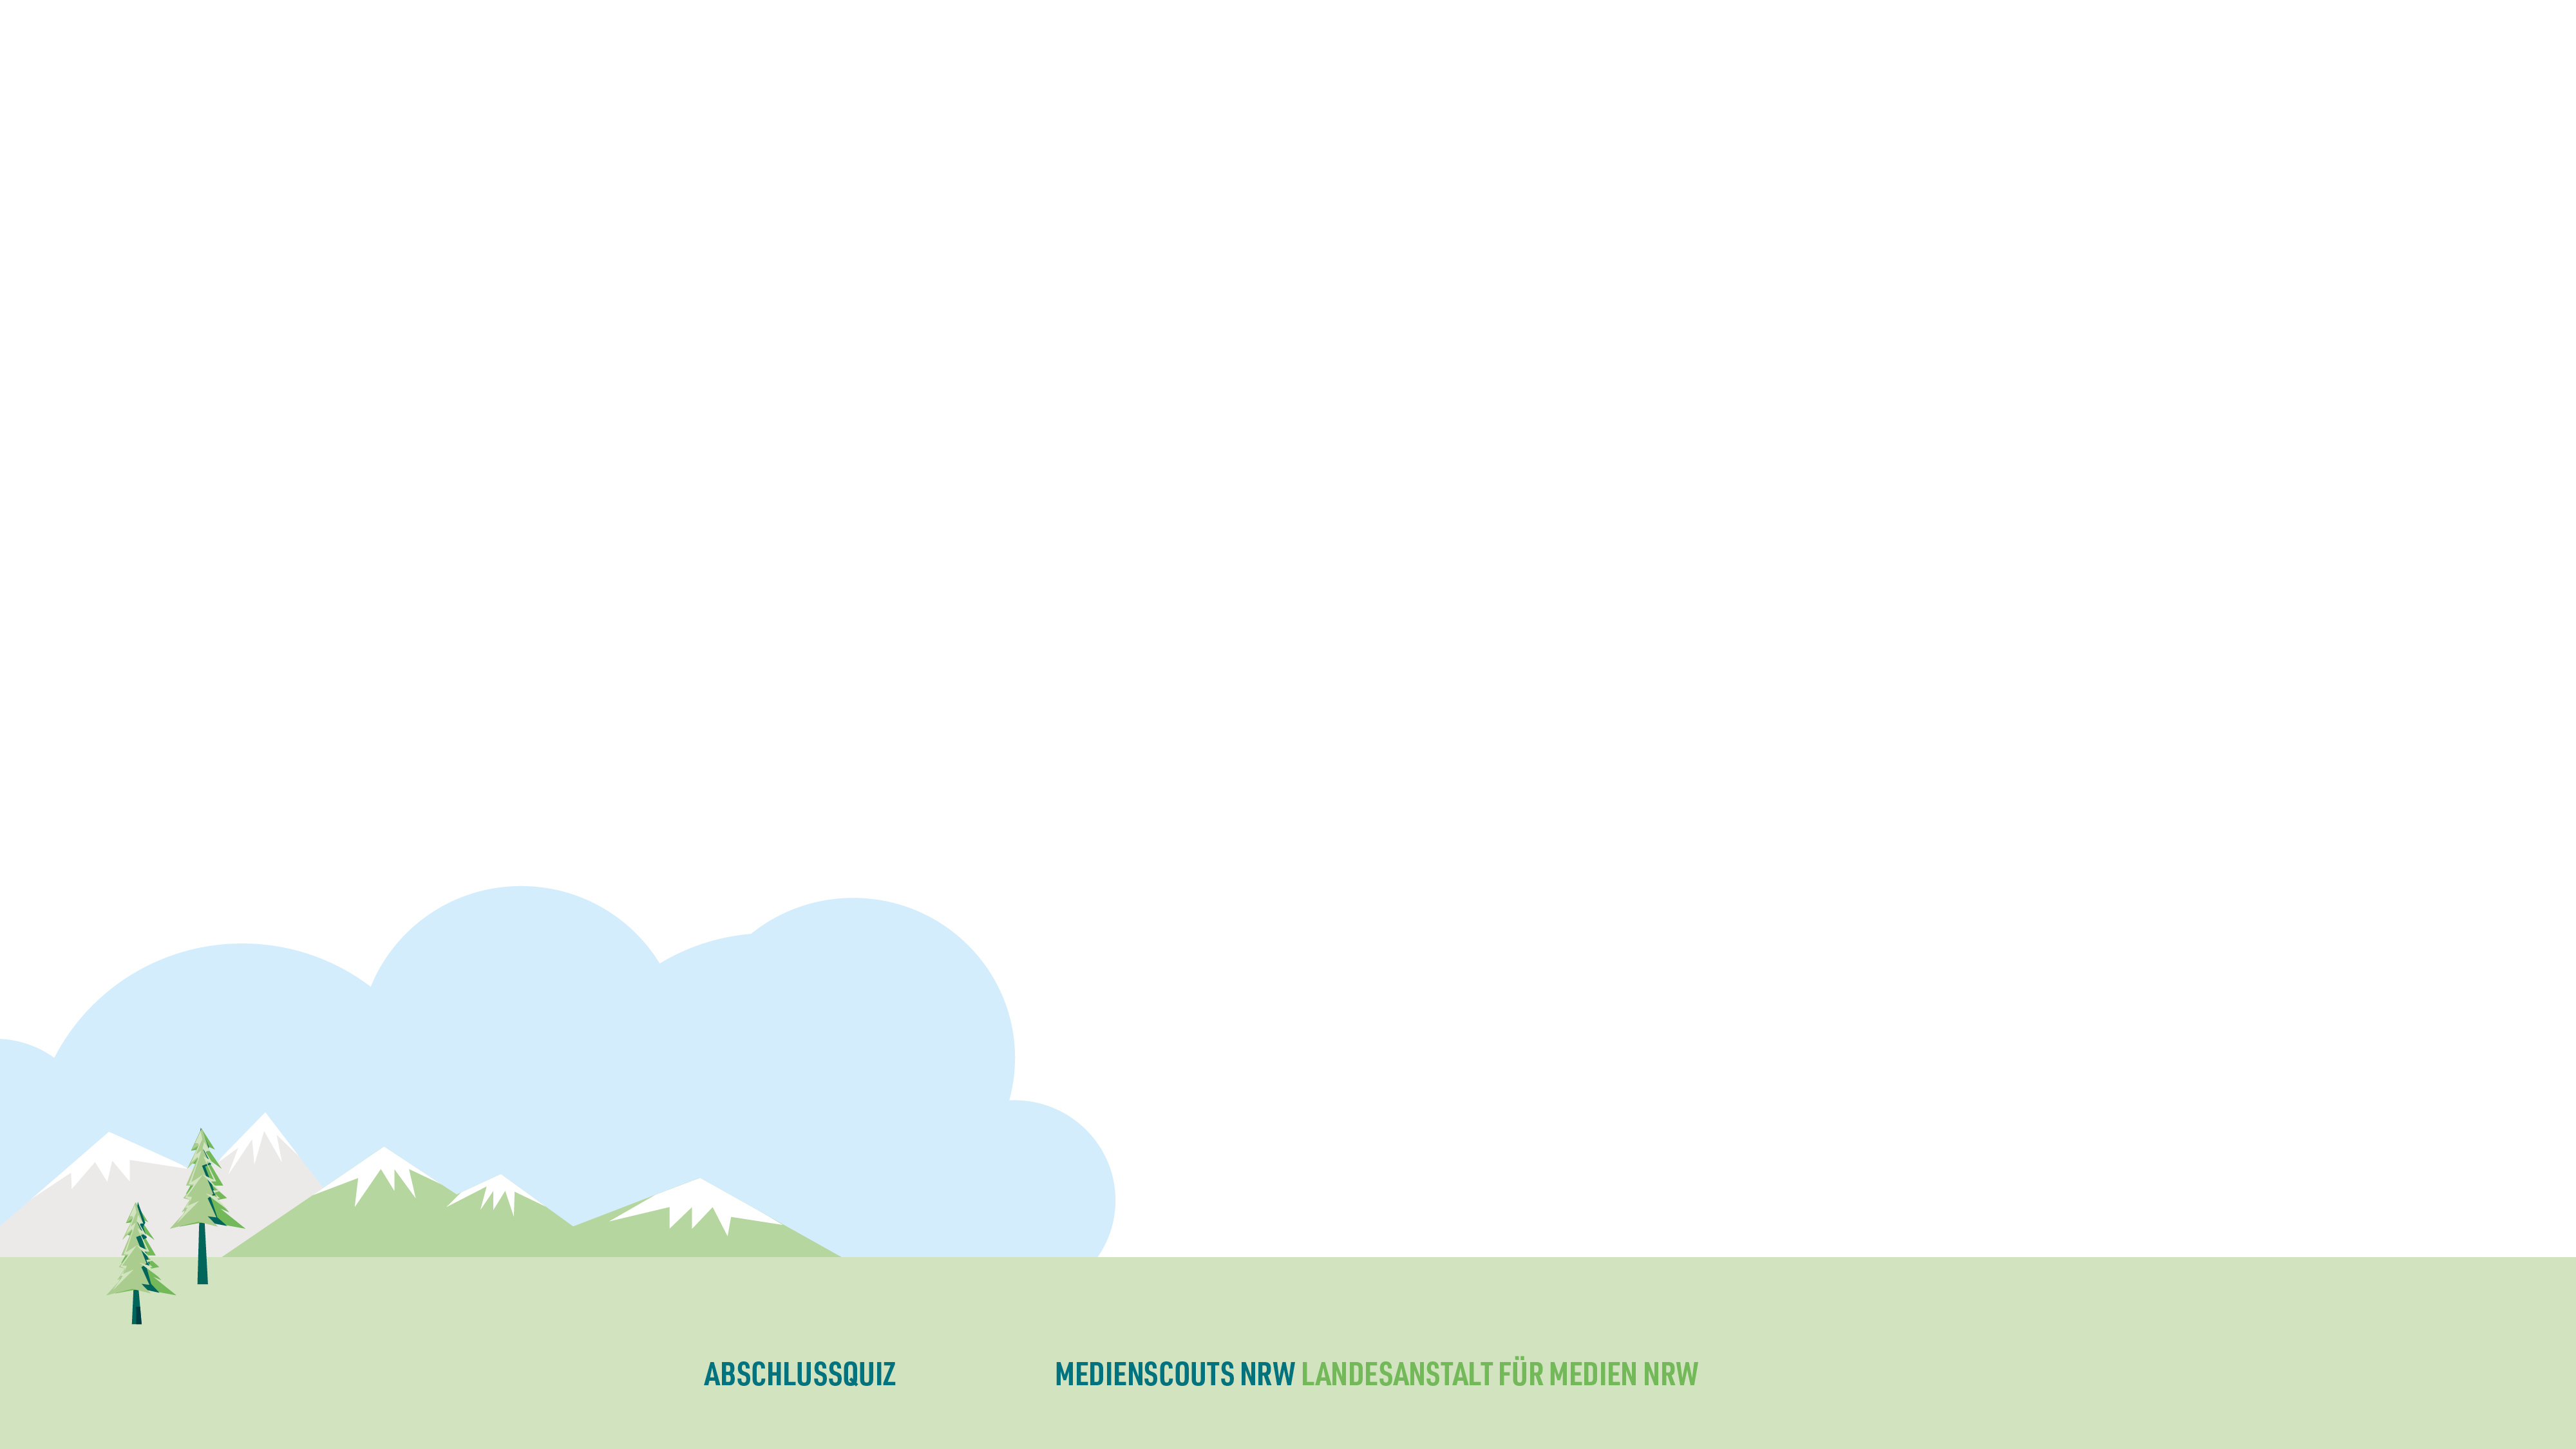 ABSCHLUSSQUIZ
MEDIENSCOUTS NRW LANDESANSTALT FÜR MEDIEN NRW